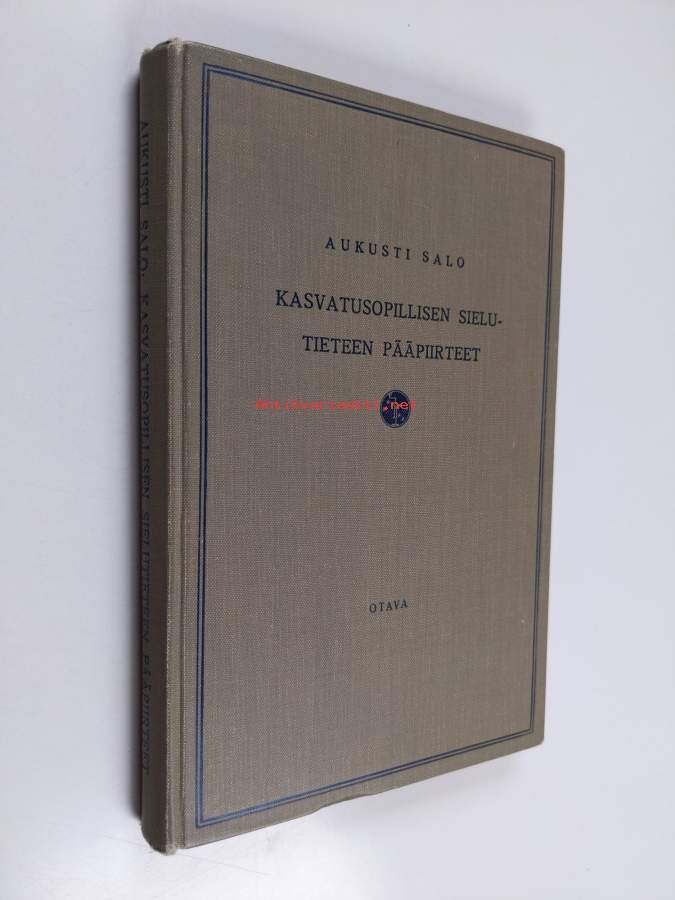 AUKUSTI SALO
KASVATUSOPILLISEN SIELU-
TIETEEN PÄÄPIIRTEET
antikvariaatti.net
OTAVA
AUKUSTI SALO: KASVATUSOPILLISEN SIELUTIETEEN PÄÄPIIRTEET